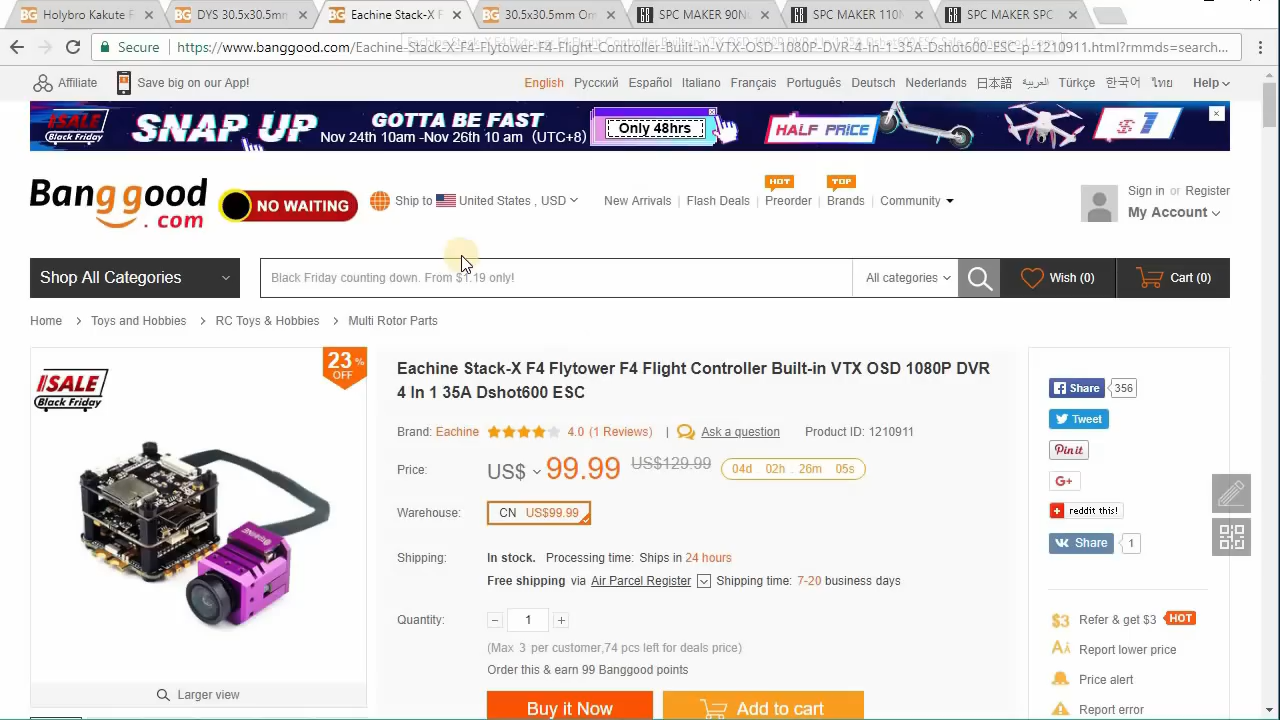 Holybro Kakute F
DYS 30.5x30.5mm
Eachine Stack-X F
30.5x30.5mm Om
SPC MAKER
SPC MAKER 110
SPC MAKER
Secure
https://www.banggood.com/Eachine-Stack-X-F4-Flytower-F4-Flight-Controller-Built-in-VTX-OSD-1080P-DVR-4-In-1-35A-Dshot600-ESC-p-1210911.html?rmmds=search...
Affiliate
Save big on our App!
English Русский Español Italiano Français Português Deutsch Nederlands 日本語 العربية Türkçe 한국어 ไทย Help
SALE
Black Friday
SNAP UP
GOTTA BE FAST
Nov 24th 10am -Nov 26th 10 am (UTC+8)
Only 48hrs
HALF PRICE
$1
Banggood
.com
NO WAITING
Ship to United States , USD
New Arrivals | Flash Deals | Preorder | Brands | Community
HOT
TOP
Sign in or Register
My Account
Shop All Categories
Black Friday counting down. From $1.19 only!
All categories
Wish (0)
Cart (0)
Home > Toys and Hobbies > RC Toys & Hobbies > Multi Rotor Parts
SALE
Black Friday
23 %
OFF
Larger view
Eachine Stack-X F4 Flytower F4 Flight Controller Built-in VTX OSD 1080P DVR
4 In 1 35A Dshot600 ESC
Brand: Eachine 4.0 (1 Reviews) | Ask a question Product ID: 1210911
Price: US$ 99.99 US$129.99 04d . 02h . 26m . 05s
Warehouse: CN US$99.99
Shipping: In stock. Processing time: Ships in 24 hours
Free shipping via Air Parcel Register Shipping time: 7-20 business days
Quantity: − 1 +
(Max 3 per customer,74 pcs left for deals price)
Order this & earn 99 Banggood points
Buy it Now
Add to cart
Share 356
Tweet
Pin it
G+
reddit this!
Share 1
$3 Refer & get $3 HOT
Report lower price
Price alert
Report error